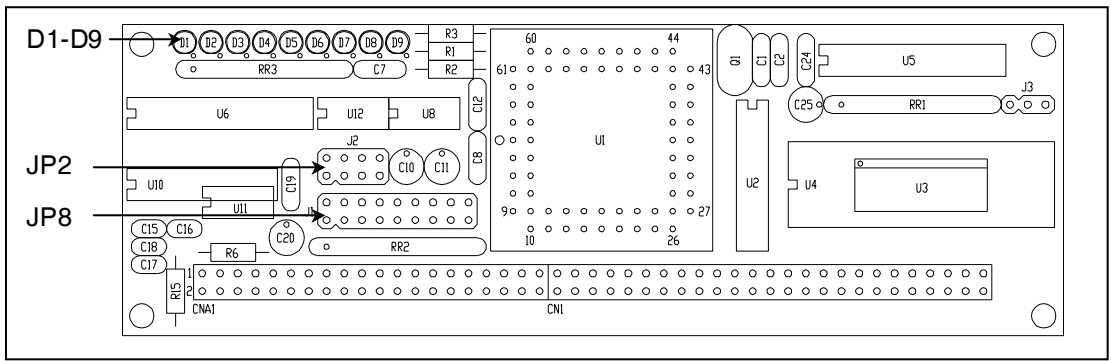 D1-D9
D1 D2 D3 D4 D5 D6 D7 D8 D9
R3
R1
R2
RR3
C7
60
44
61
43
Q1
C1
C2
C24
U5
J3
C25
RR1
U6
U12
U8
C12
J2
JP2
C10
C11
C8
U1
U2
U4
U3
U10
U11
C19
JP8
J1
9
27
10
26
C15
C16
C18
C17
C20
R6
RR2
R15
1
2
CNA1
CN1